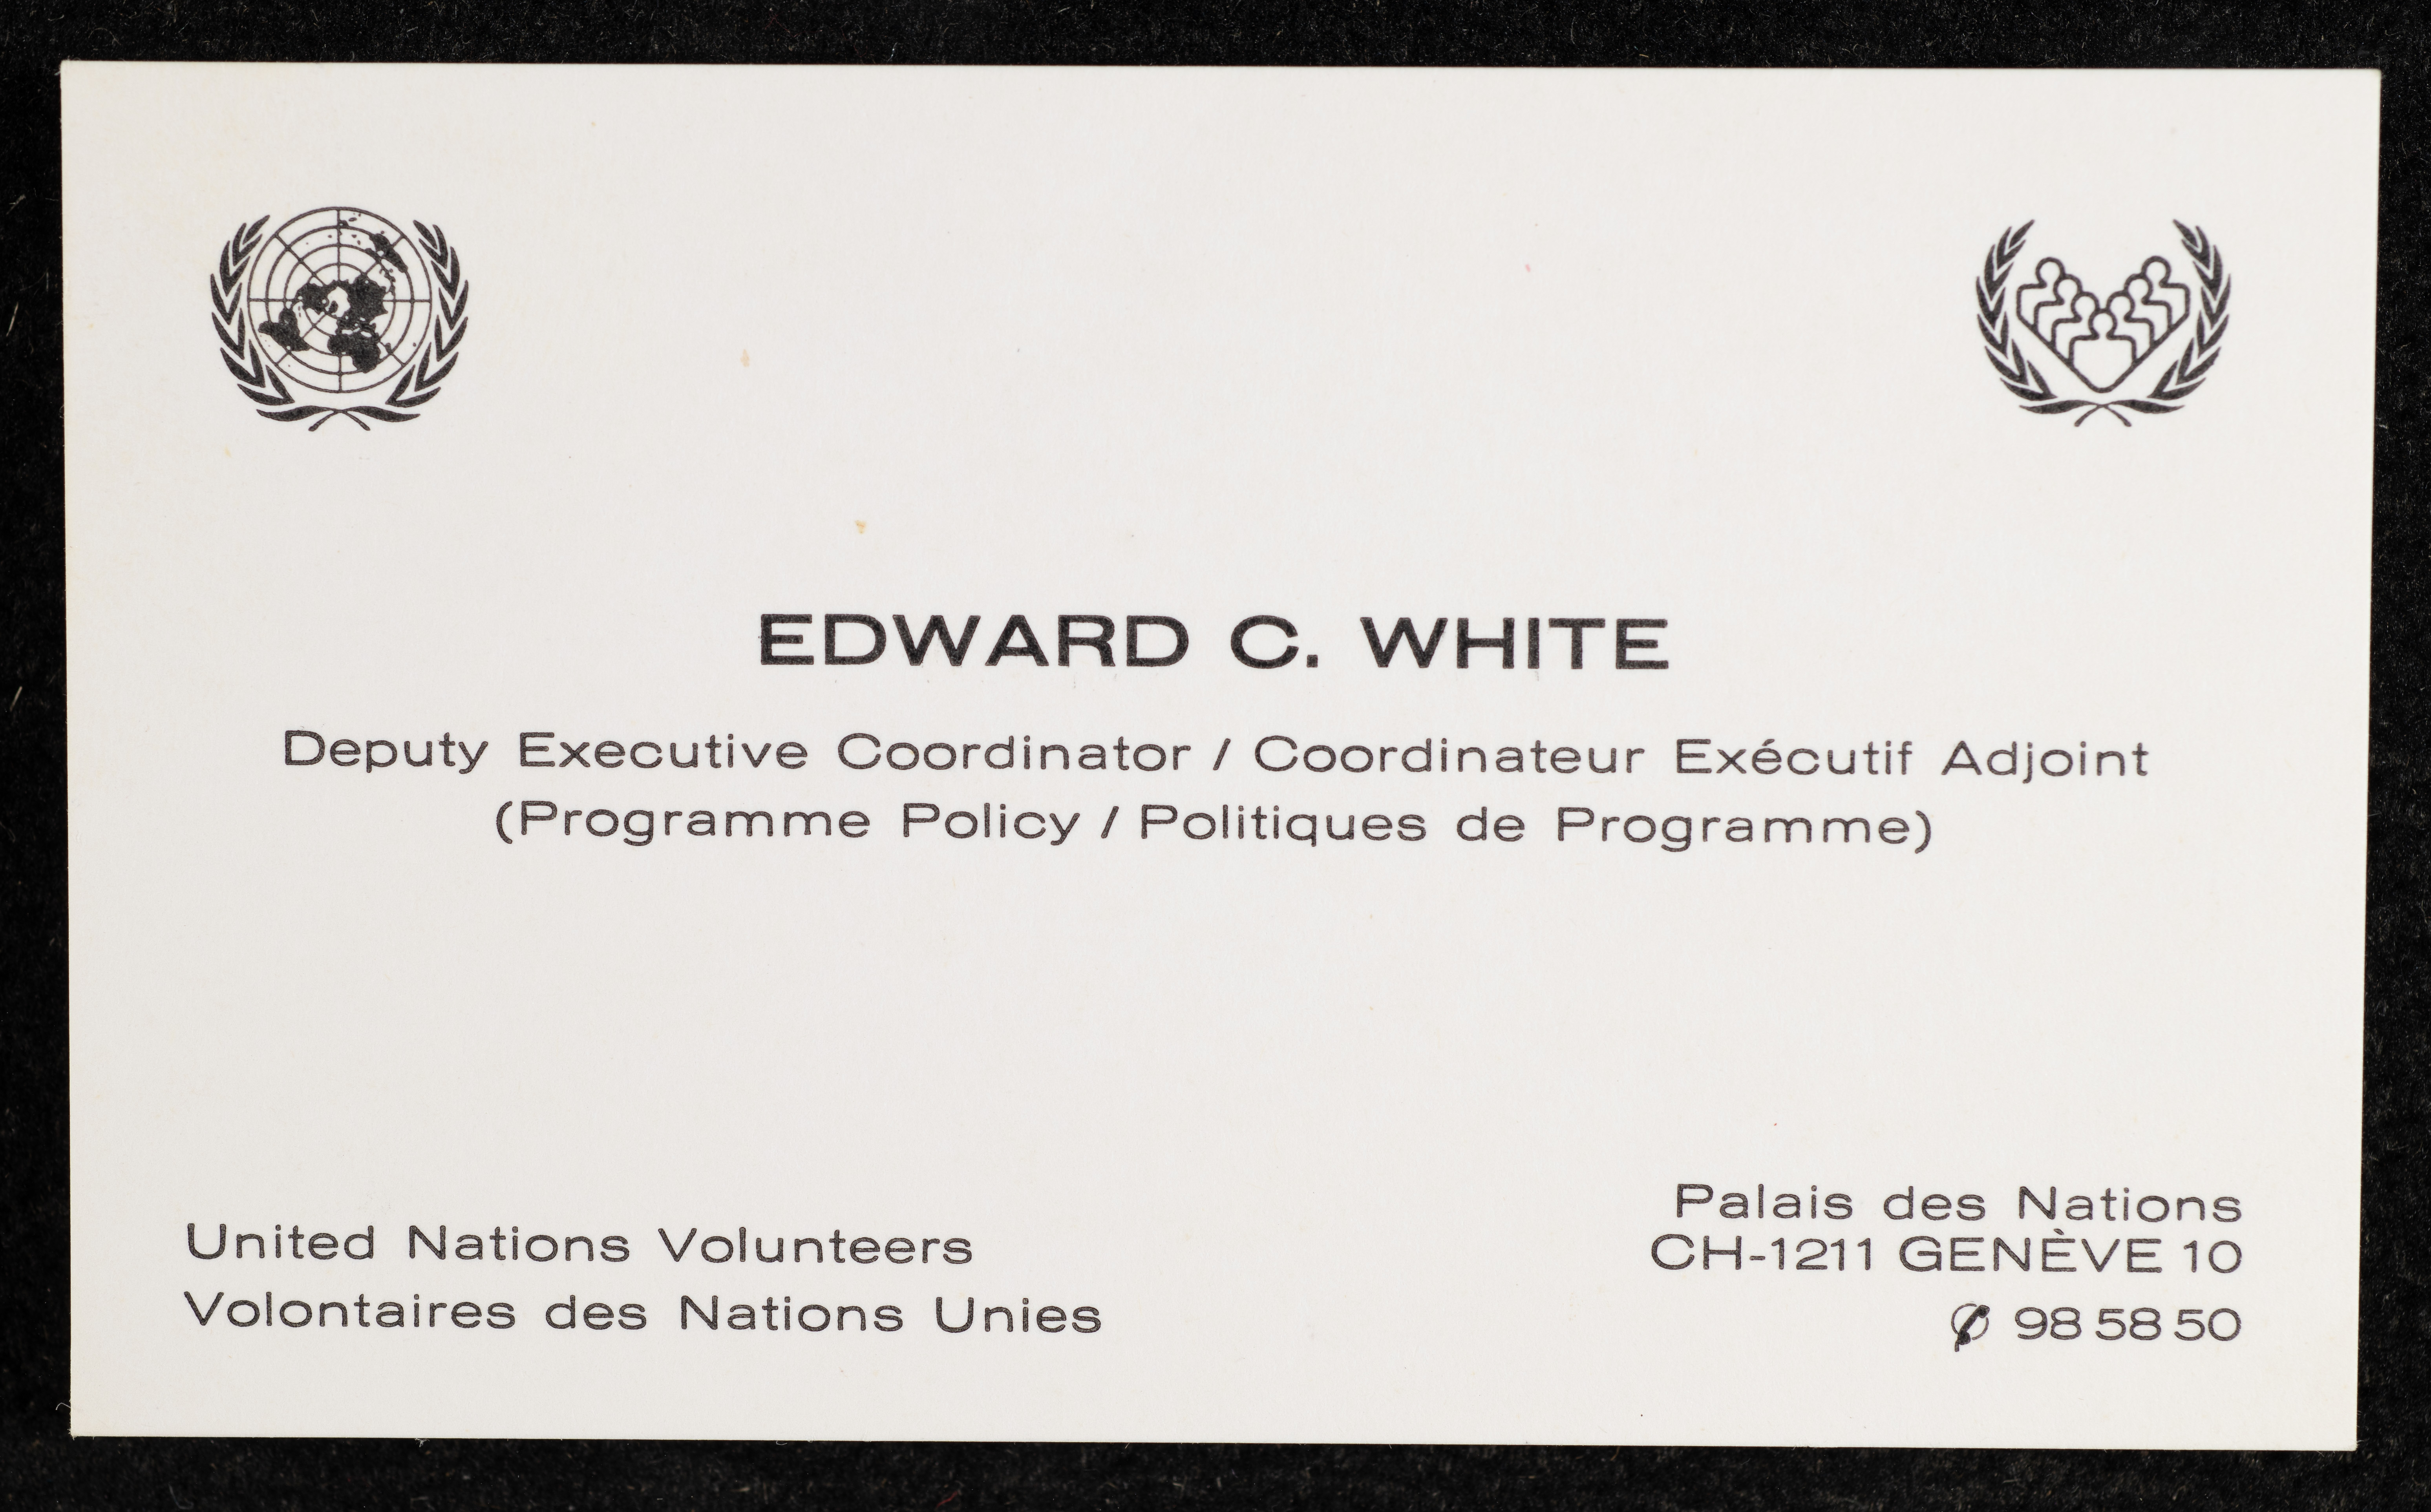 EDWARD C. WHITE
Deputy Executive Coordinator / Coordinateur Exécutif Adjoint
(Programme Policy / Politiques de Programme)
United Nations Volunteers
Volontaires des Nations Unies
Palais des Nations
CH-1211 GENÈVE 10
✆ 98 58 50